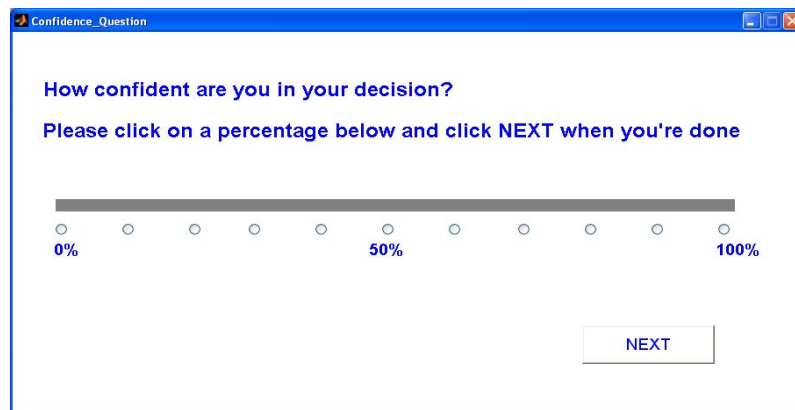 Confidence_Question
How confident are you in your decision?
Please click on a percentage below and click NEXT when you're done
0% 50% 100%
NEXT